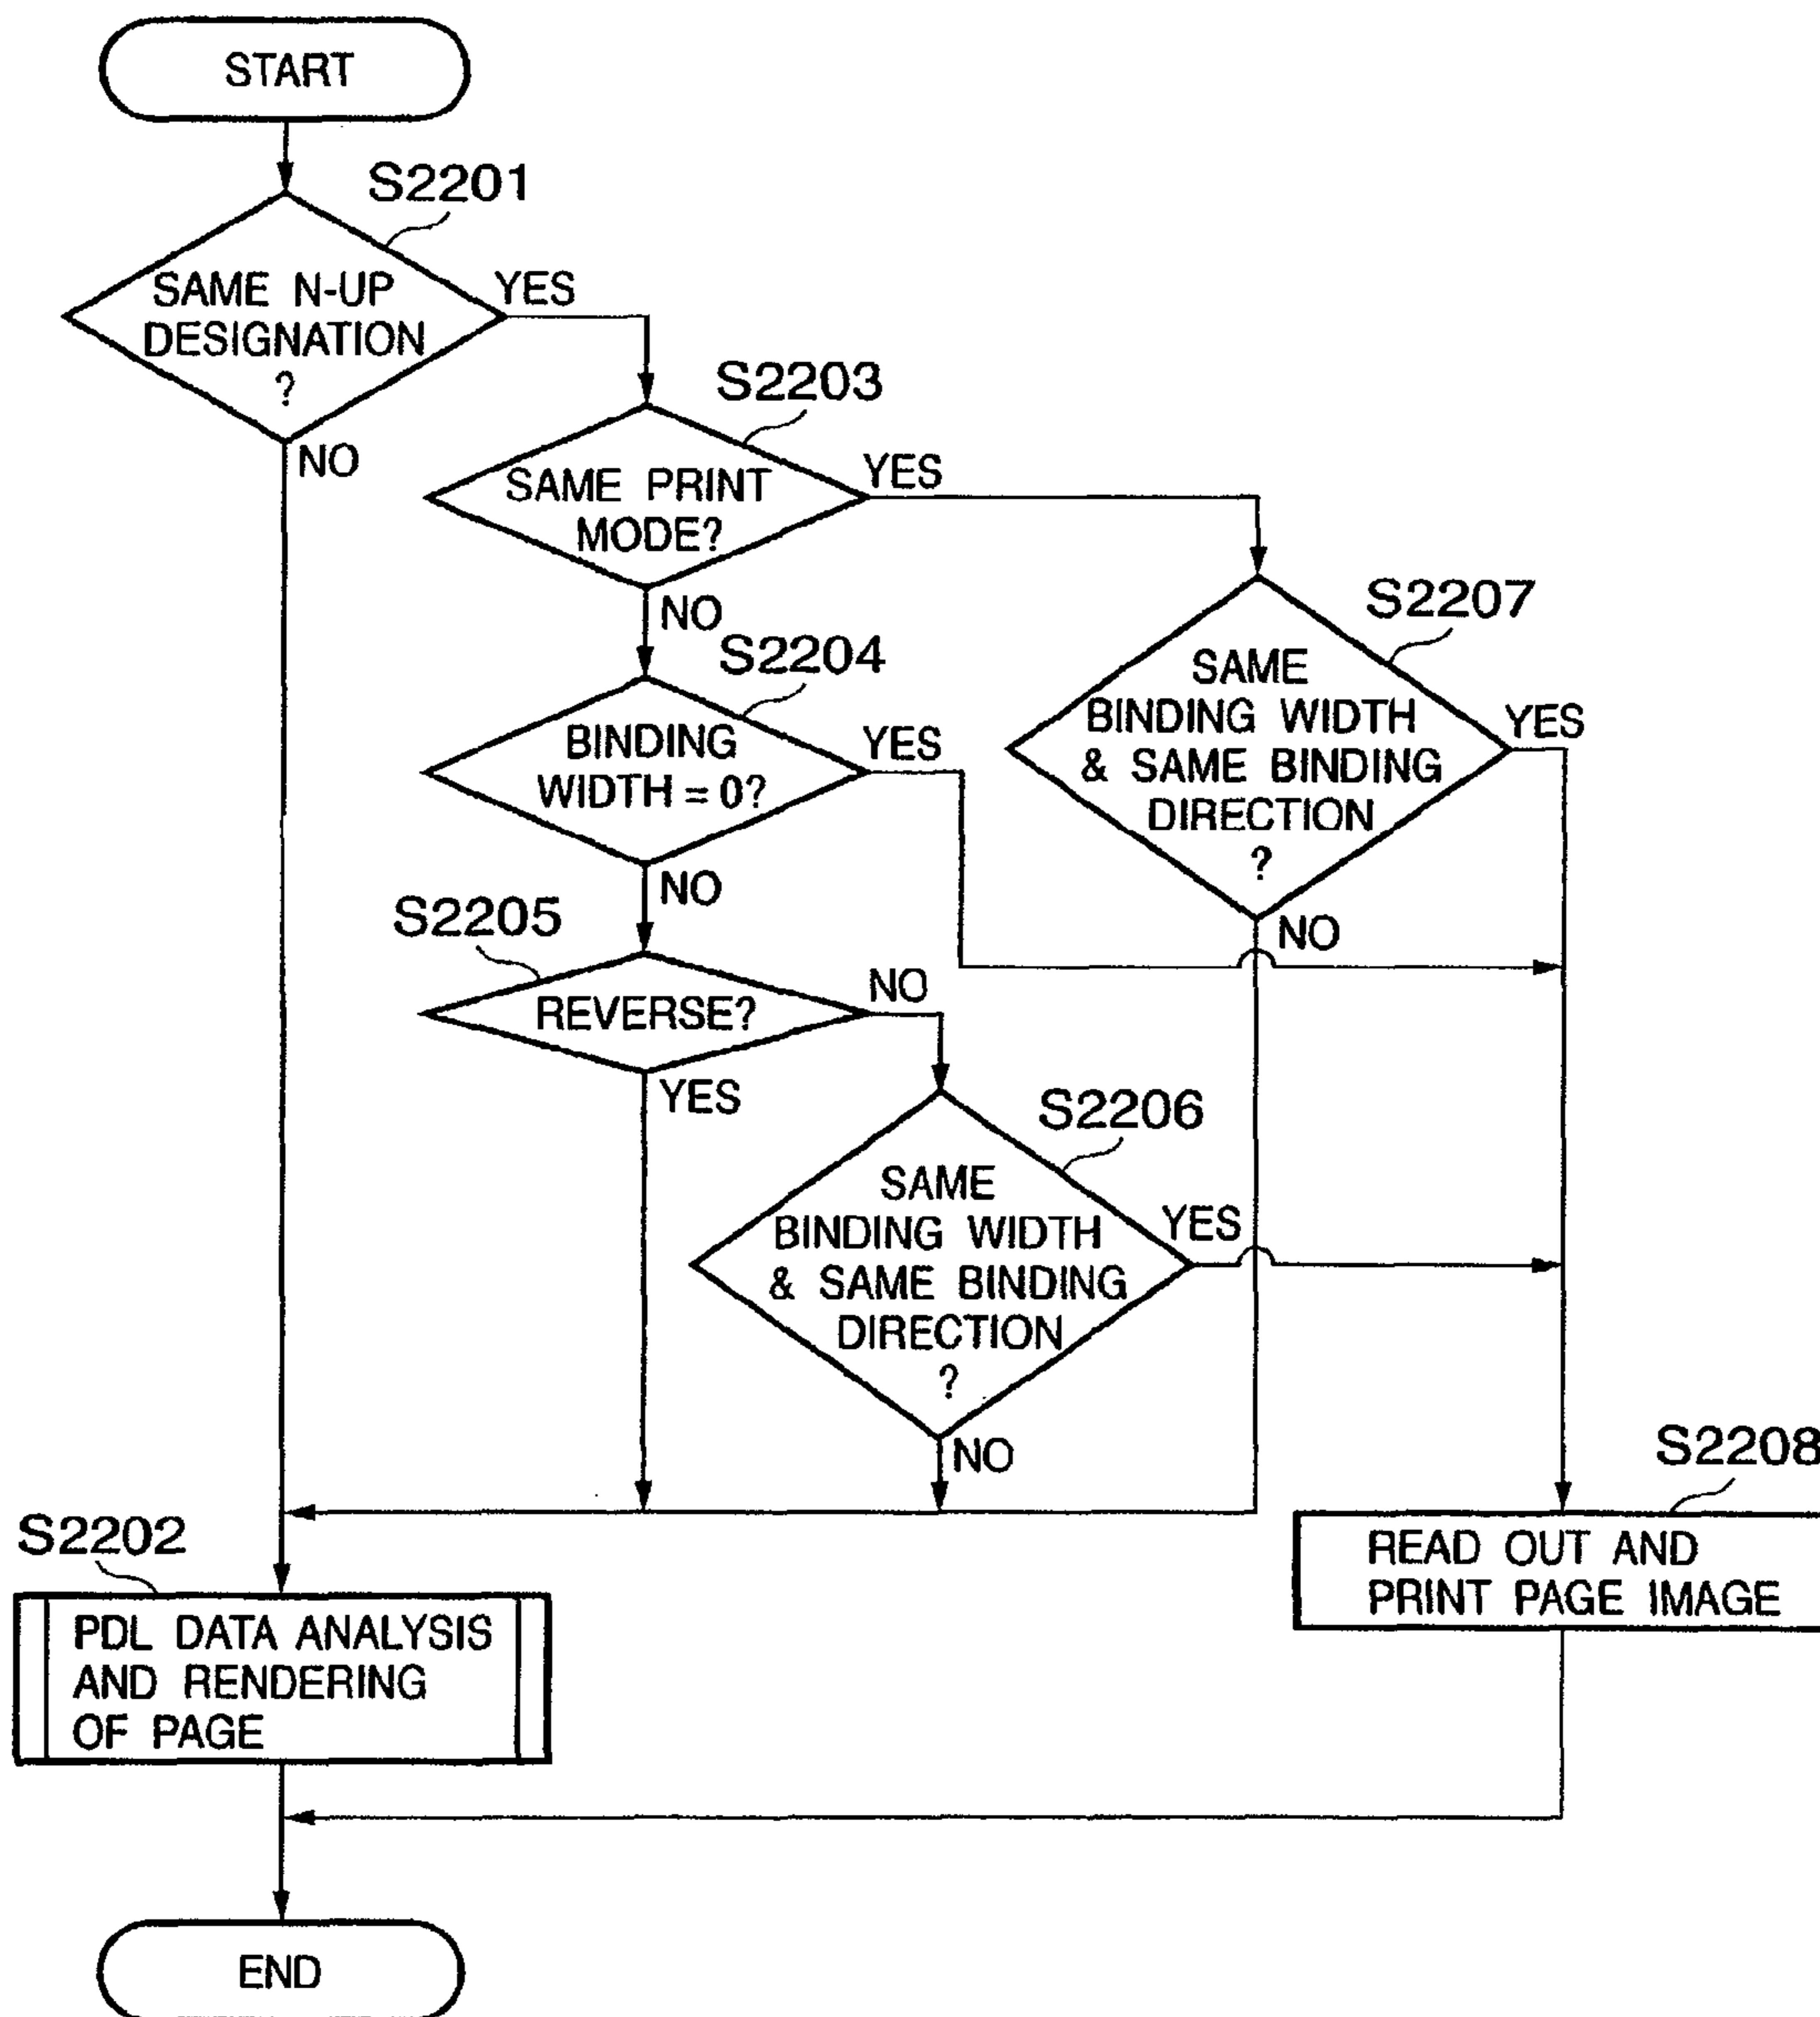 START
S2201
SAME N-UP
DESIGNATION
?
YES
NO
S2203
SAME PRINT
MODE?
YES
NO
S2204
BINDING
WIDTH = 0?
YES
NO
S2207
SAME
BINDING WIDTH
& SAME BINDING
DIRECTION
?
YES
NO
S2205
REVERSE?
NO
YES
S2206
SAME
BINDING WIDTH
& SAME BINDING
DIRECTION
?
YES
NO
S2202
PDL DATA ANALYSIS
AND RENDERING
OF PAGE
S2208
READ OUT AND
PRINT PAGE IMAGE
END